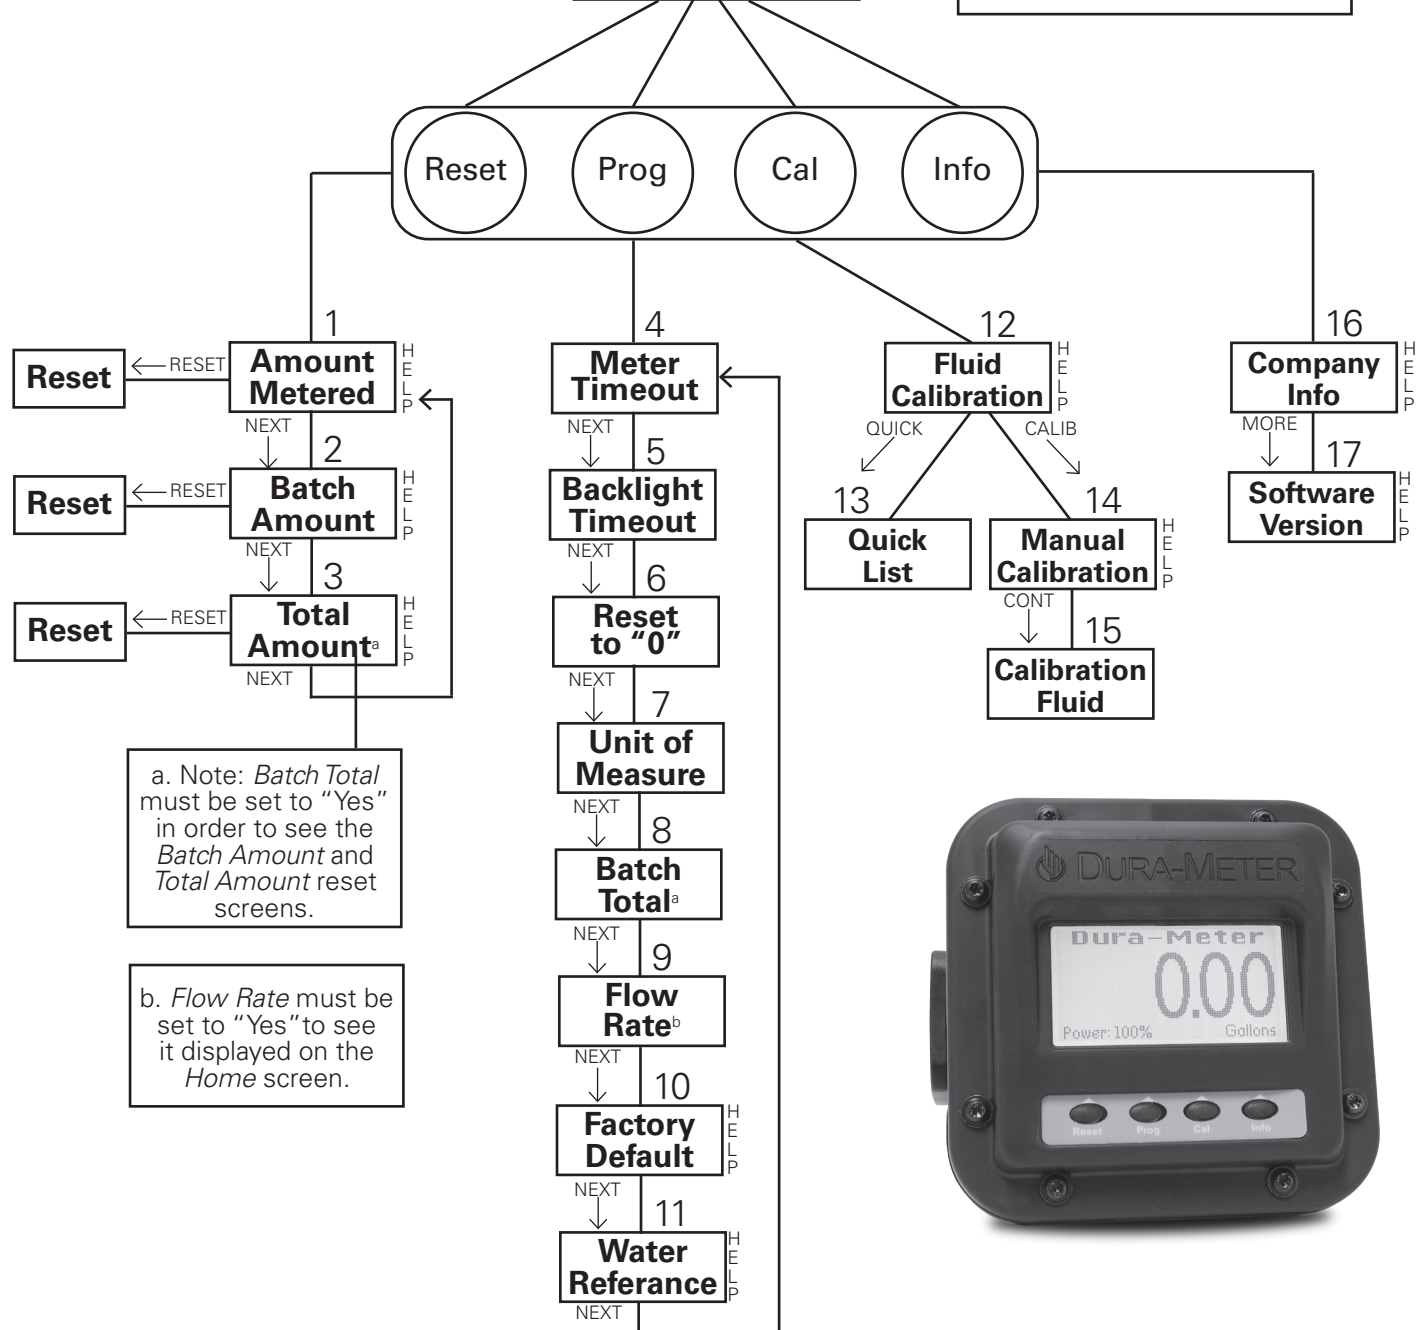 Reset
Prog
Cal
Info
1
Amount
Metered
HELP
RESET
Reset
NEXT
2
Batch
Amount
HELP
RESET
Reset
NEXT
3
Total
Amountᵃ
HELP
RESET
Reset
NEXT
a. Note: Batch Total
must be set to “Yes”
in order to see the
Batch Amount and
Total Amount reset
screens.
b. Flow Rate must be
set to “Yes” to see
it displayed on the
Home screen.
4
Meter
Timeout
NEXT
5
Backlight
Timeout
NEXT
6
Reset
to “0”
NEXT
7
Unit of
Measure
NEXT
8
Batch
Totalᵃ
NEXT
9
Flow
Rateᵇ
NEXT
10
Factory
Default
HELP
NEXT
11
Water
Referance
HELP
NEXT
12
Fluid
Calibration
HELP
QUICK
CALIB
13
Quick
List
14
Manual
Calibration
HELP
CONT
15
Calibration
Fluid
16
Company
Info
HELP
MORE
17
Software
Version
HELP
DURA-METER
Dura-Meter
0.00
Power:100%
Gallons
Reset
Prog
Cal
Info